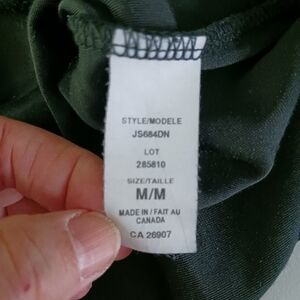 STYLE/MODELE
JS684DN
LOT
285810
SIZE/TAILLE
M/M
MADE IN / FAIT AU
CANADA
CA 26907